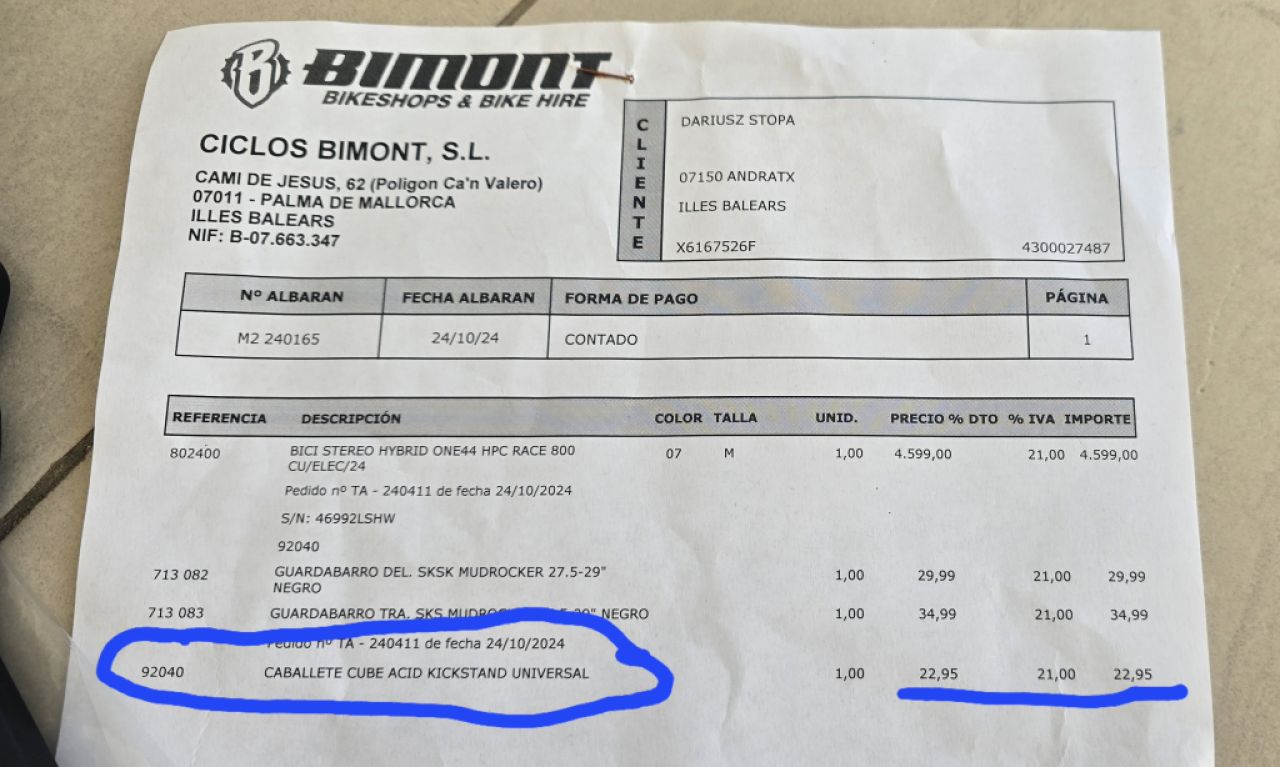 BIMONT
BIKESHOPS & BIKE HIRE
CICLOS BIMONT, S.L.
CAMI DE JESUS, 62 (Poligon Ca'n Valero)
07011 - PALMA DE MALLORCA
ILLES BALEARS
NIF: B-07.663.347
CLIENTE
DARIUSZ STOPA
07150 ANDRATX
ILLES BALEARS
X6167526F 4300027487
Nº ALBARAN FECHA ALBARAN FORMA DE PAGO PÁGINA
M2 240165 24/10/24 CONTADO 1
REFERENCIA DESCRIPCIÓN COLOR TALLA UNID. PRECIO % DTO % IVA IMPORTE
802400 BICI STEREO HYBRID ONE44 HPC RACE 800 07 M 1,00 4.599,00 21,00 4.599,00
CU/ELEC/24
Pedido nº TA - 240411 de fecha 24/10/2024
S/N: 46992LSHW
92040
713 082 GUARDABARRO DEL. SKSK MUDROCKER 27.5-29" 1,00 29,99 21,00 29,99
NEGRO
713 083 GUARDABARRO TRA. SKS NEGRO 1,00 34,99 21,00 34,99
Pedido nº TA - 240411 de fecha 24/10/2024
92040 CABALLETE CUBE ACID KICKSTAND UNIVERSAL 1,00 22,95 21,00 22,95